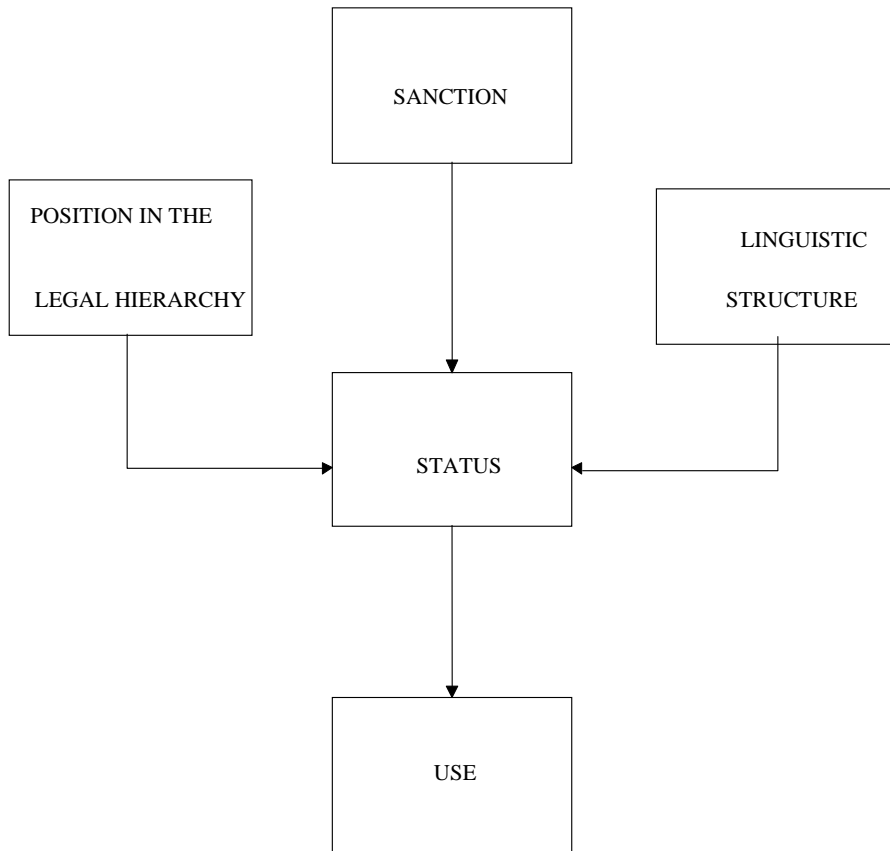 SANCTION
POSITION IN THE
LEGAL HIERARCHY
LINGUISTIC
STRUCTURE
STATUS
USE